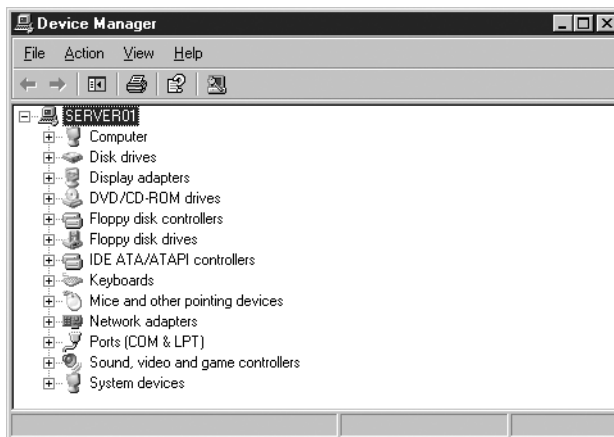 Device Manager
File Action View Help
SERVER01
Computer
Disk drives
Display adapters
DVD/CD-ROM drives
Floppy disk controllers
Floppy disk drives
IDE ATA/ATAPI controllers
Keyboards
Mice and other pointing devices
Network adapters
Ports (COM & LPT)
Sound, video and game controllers
System devices